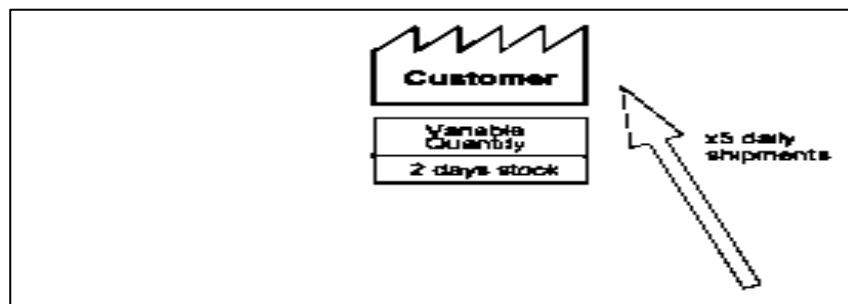 Customer
Variable
Quantity
2 days stock
x5 daily
shipments